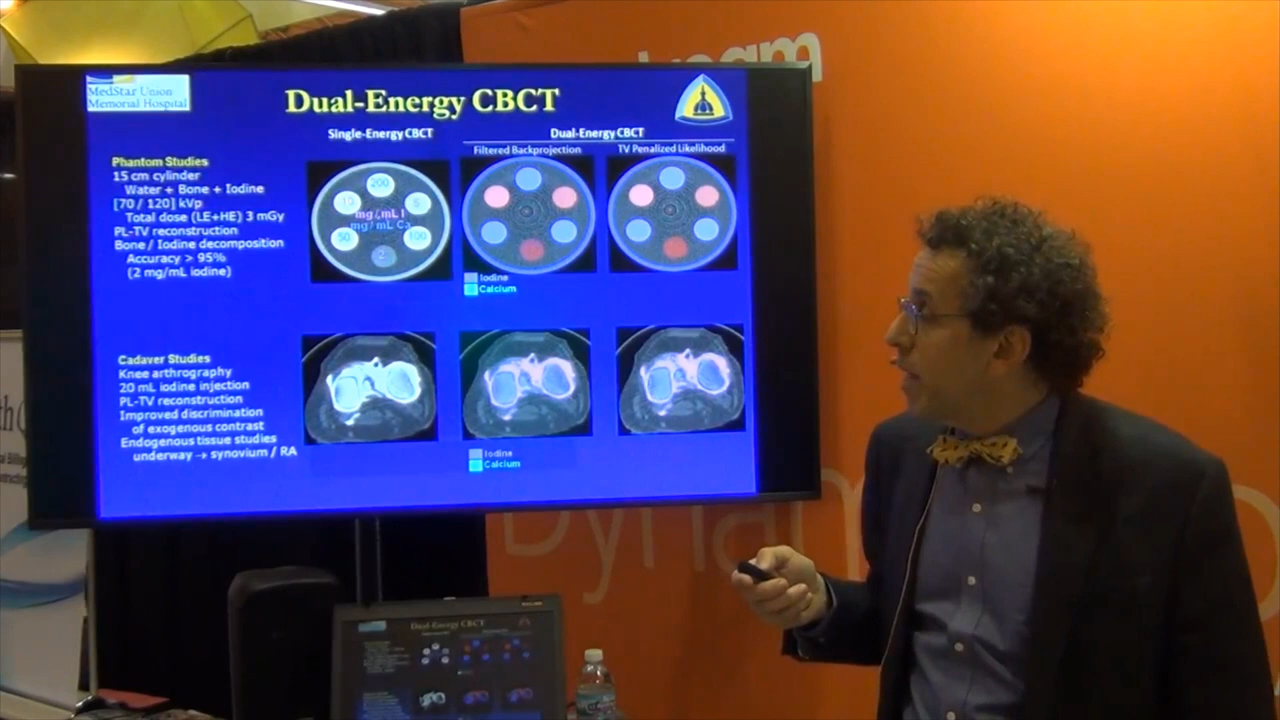 MedStar Union
Memorial Hospital
Dual-Energy CBCT
Single-Energy CBCT
Dual-Energy CBCT
Filtered Backprojection
TV Penalized Likelihood
Phantom Studies
15 cm cylinder
Water + Bone + Iodine
[70 / 120] kVp
Total dose (LE+HE) 3 mGy
PL-TV reconstruction
Bone / Iodine decomposition
Accuracy > 95%
(2 mg/mL iodine)
200
10
5
mg/mL I
mg/mL Ca
50
100
2
Iodine
Calcium
Cadaver Studies
Knee arthrography
20 mL iodine injection
PL-TV reconstruction
Improved discrimination
of exogenous contrast
Endogenous tissue studies
underway → synovium / RA
Iodine
Calcium
Dynam
Dual-Energy CBCT